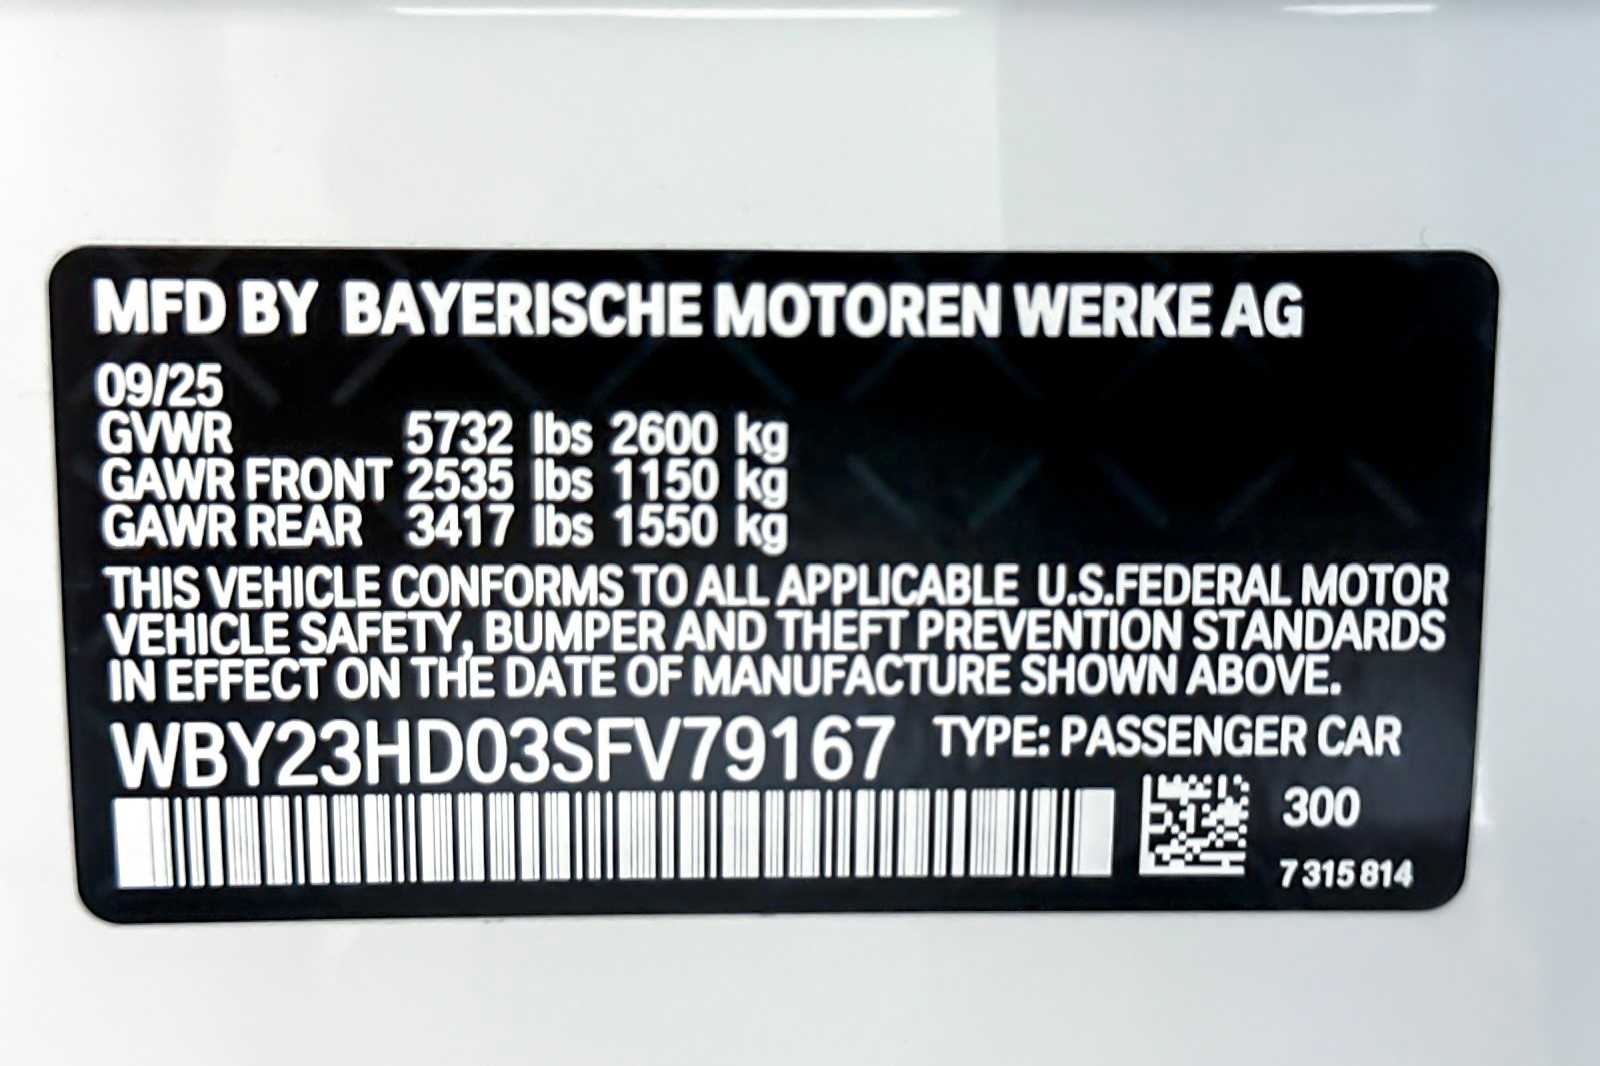 MFD BY BAYERISCHE MOTOREN WERKE AG
09/25
GVWR 5732 lbs 2600 kg
GAWR FRONT 2535 lbs 1150 kg
GAWR REAR 3417 lbs 1550 kg
THIS VEHICLE CONFORMS TO ALL APPLICABLE U.S.FEDERAL MOTOR
VEHICLE SAFETY, BUMPER AND THEFT PREVENTION STANDARDS
IN EFFECT ON THE DATE OF MANUFACTURE SHOWN ABOVE.
WBY23HD03SFV79167 TYPE: PASSENGER CAR
300
7 315 814